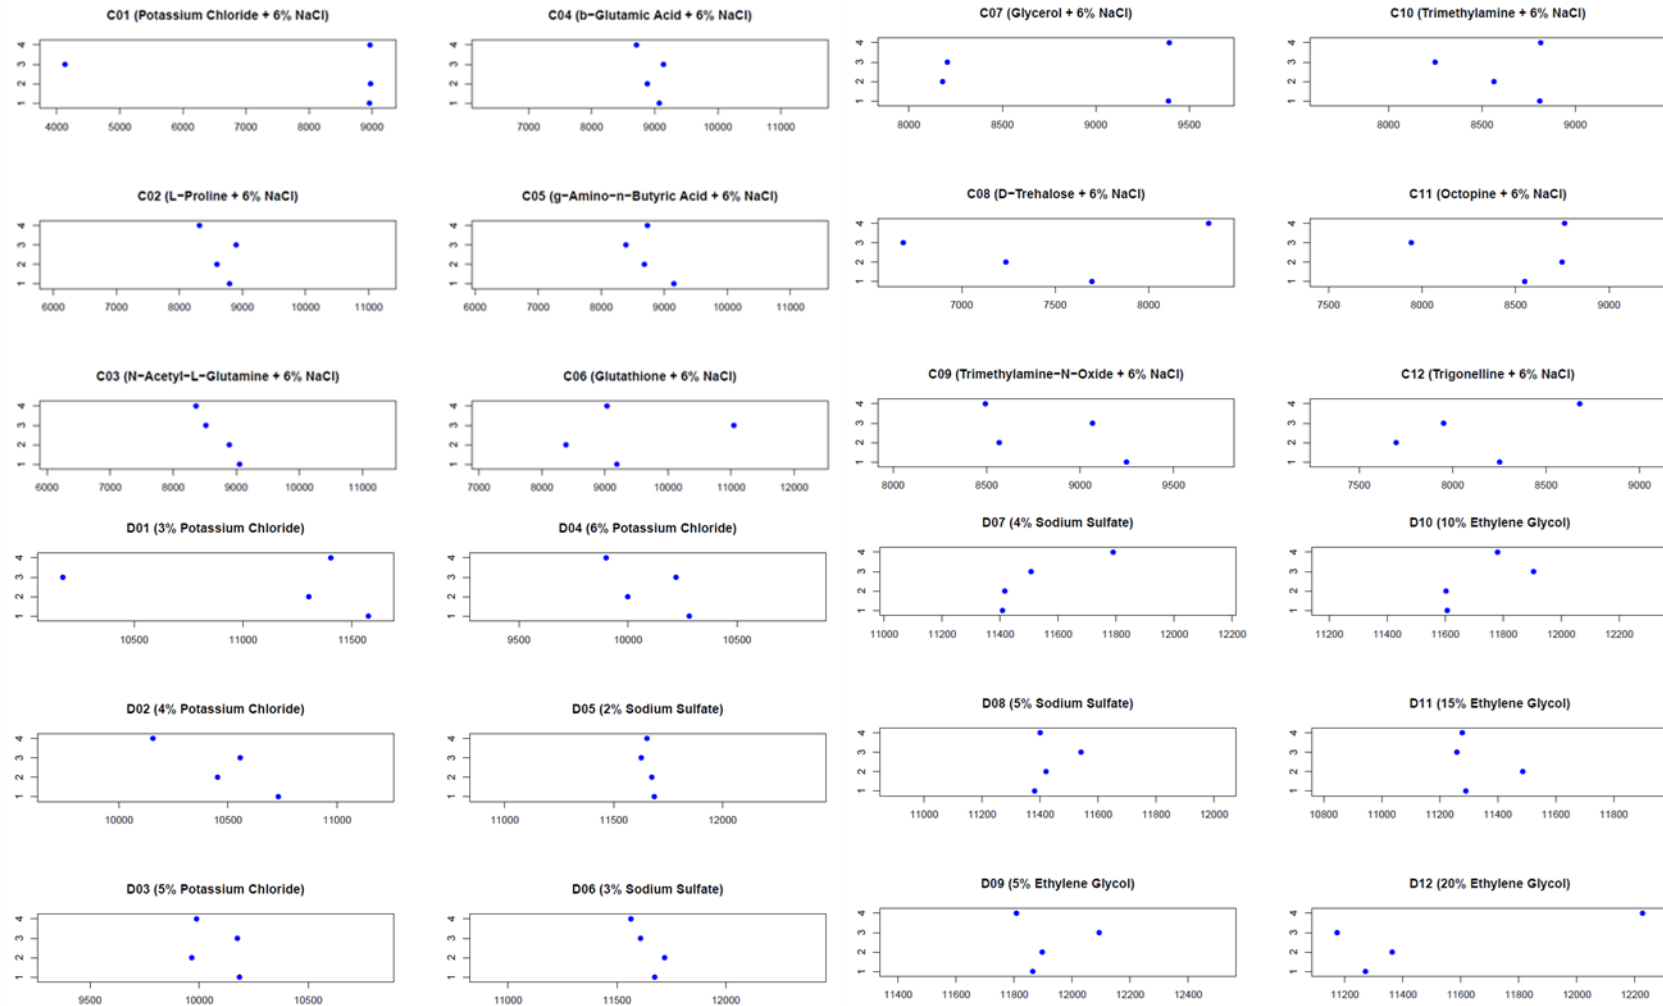 C01 (Potassium Chloride + 6% NaCl)
4
3
2
1
4000 5000 6000 7000 8000 9000
C04 (b−Glutamic Acid + 6% NaCl)
4
3
2
1
7000 8000 9000 10000 11000
C07 (Glycerol + 6% NaCl)
4
3
2
1
8000 8500 9000 9500
C10 (Trimethylamine + 6% NaCl)
4
3
2
1
8000 8500 9000
C02 (L−Proline + 6% NaCl)
4
3
2
1
6000 7000 8000 9000 10000 11000
C05 (g−Amino−n−Butyric Acid + 6% NaCl)
4
3
2
1
6000 7000 8000 9000 10000 11000
C08 (D−Trehalose + 6% NaCl)
4
3
2
1
7000 7500 8000
C11 (Octopine + 6% NaCl)
4
3
2
1
7500 8000 8500 9000
C03 (N−Acetyl−L−Glutamine + 6% NaCl)
4
3
2
1
6000 7000 8000 9000 10000 11000
C06 (Glutathione + 6% NaCl)
4
3
2
1
7000 8000 9000 10000 11000 12000
C09 (Trimethylamine−N−Oxide + 6% NaCl)
4
3
2
1
8000 8500 9000 9500
C12 (Trigonelline + 6% NaCl)
4
3
2
1
7500 8000 8500 9000
D01 (3% Potassium Chloride)
4
3
2
1
10500 11000 11500
D04 (6% Potassium Chloride)
4
3
2
1
9500 10000 10500
D07 (4% Sodium Sulfate)
4
3
2
1
11000 11200 11400 11600 11800 12000 12200
D10 (10% Ethylene Glycol)
4
3
2
1
11200 11400 11600 11800 12000 12200
D02 (4% Potassium Chloride)
4
3
2
1
10000 10500 11000
D05 (2% Sodium Sulfate)
4
3
2
1
11000 11500 12000
D08 (5% Sodium Sulfate)
4
3
2
1
11000 11200 11400 11600 11800 12000
D11 (15% Ethylene Glycol)
4
3
2
1
10800 11000 11200 11400 11600 11800
D03 (5% Potassium Chloride)
4
3
2
1
9500 10000 10500
D06 (3% Sodium Sulfate)
4
3
2
1
11000 11500 12000
D09 (5% Ethylene Glycol)
4
3
2
1
11400 11600 11800 12000 12200 12400
D12 (20% Ethylene Glycol)
4
3
2
1
11200 11400 11600 11800 12000 12200